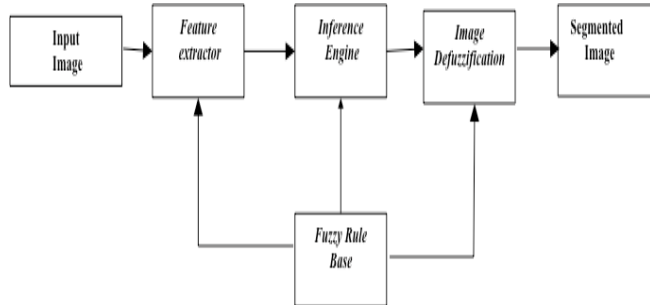 Input
Image
Feature
extractor
Inference
Engine
Image
Defuzzification
Segmented
Image
Fuzzy Rule
Base